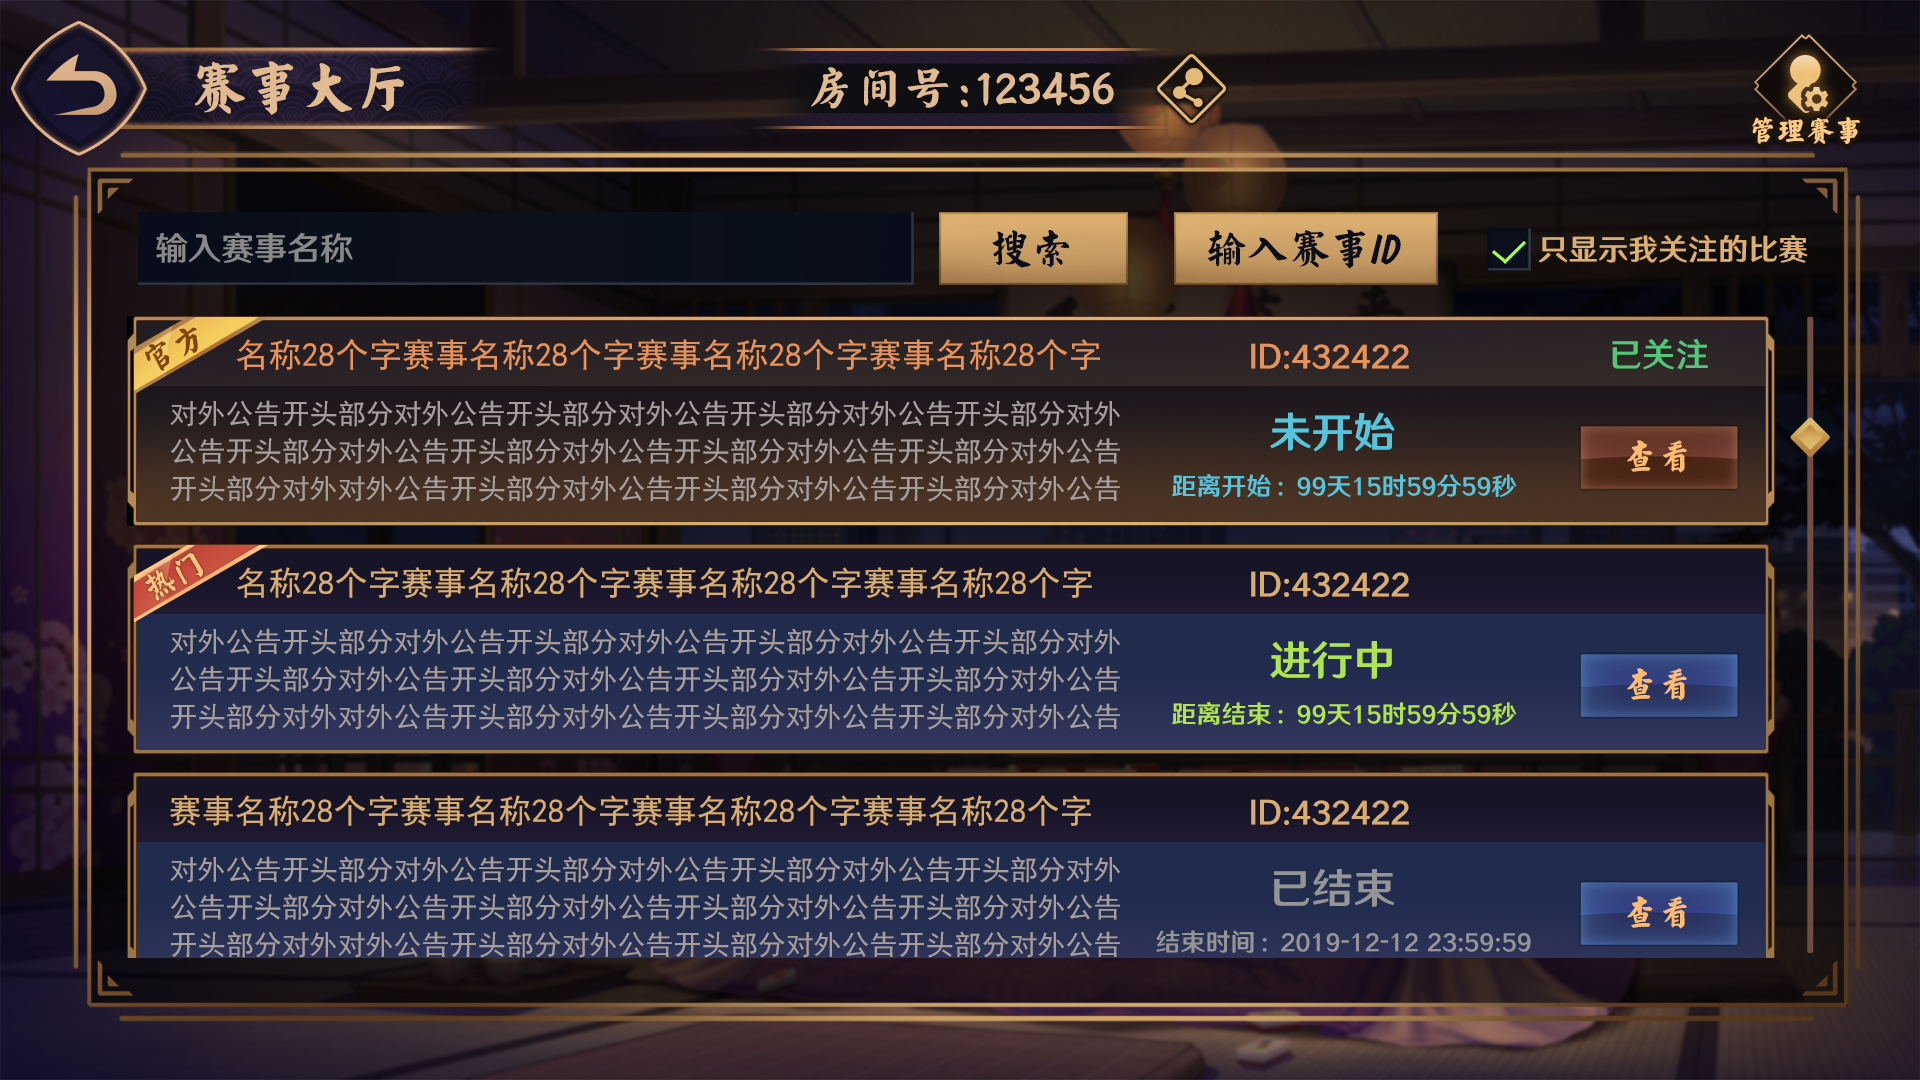 赛事大厅
房间号:123456
管理赛事
输入赛事名称
搜索
输入赛事ID
只显示我关注的比赛
官方
名称28个字赛事名称28个字赛事名称28个字赛事名称28个字
ID:432422
已关注
对外公告开头部分对外公告开头部分对外公告开头部分对外公告开头部分对外
公告开头部分对外公告开头部分对外公告开头部分对外公告开头部分对外公告
开头部分对外对外公告开头部分对外公告开头部分对外公告开头部分对外公告
未开始
距离开始：99天15时59分59秒
查看
热门
名称28个字赛事名称28个字赛事名称28个字赛事名称28个字
ID:432422
对外公告开头部分对外公告开头部分对外公告开头部分对外公告开头部分对外
公告开头部分对外公告开头部分对外公告开头部分对外公告开头部分对外公告
开头部分对外对外公告开头部分对外公告开头部分对外公告开头部分对外公告
进行中
距离结束：99天15时59分59秒
查看
赛事名称28个字赛事名称28个字赛事名称28个字赛事名称28个字
ID:432422
对外公告开头部分对外公告开头部分对外公告开头部分对外公告开头部分对外
公告开头部分对外公告开头部分对外公告开头部分对外公告开头部分对外公告
开头部分对外对外公告开头部分对外公告开头部分对外公告开头部分对外公告
已结束
结束时间：2019-12-12 23:59:59
查看